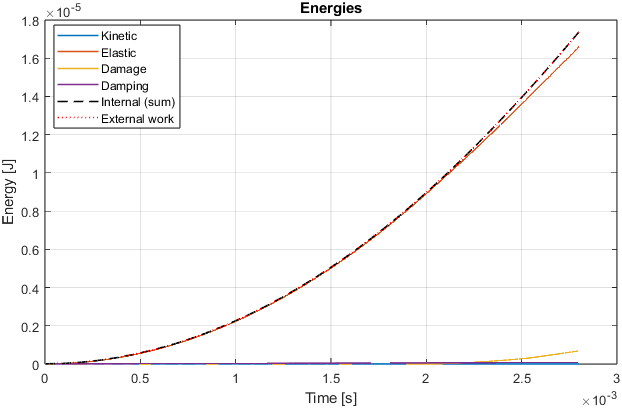 Energies
×10⁻⁵
1.8
1.6
1.4
1.2
1
0.8
0.6
0.4
0.2
0
Energy [J]
Kinetic
Elastic
Damage
Damping
Internal (sum)
External work
0 0.5 1 1.5 2 2.5 3
Time [s]
×10⁻³